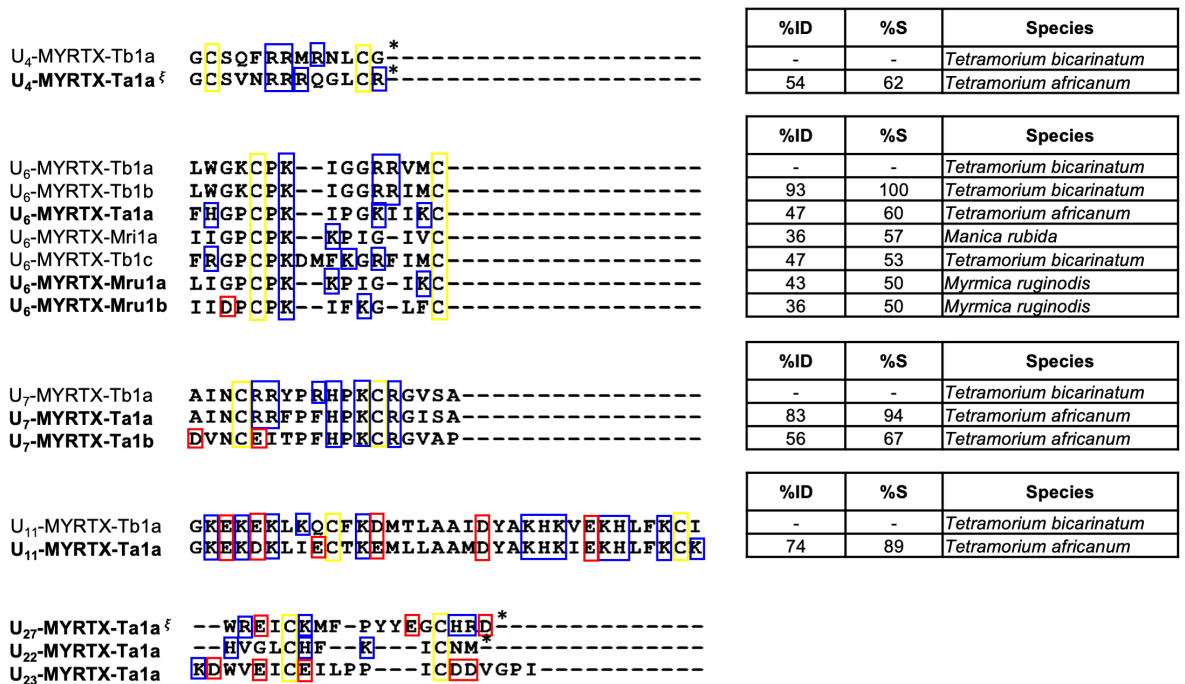 %ID %S Species
U₄-MYRTX-Tb1a GCSQFRRMRNLCG*--------------------- - - Tetramorium bicarinatum
U₄-MYRTX-Ta1a ξ GCSVNRRRQGLCR*--------------------- 54 62 Tetramorium africanum
%ID %S Species
U₆-MYRTX-Tb1a LWGKCPK--IGGRRVMC----------------- - - Tetramorium bicarinatum
U₆-MYRTX-Tb1b LWGKCPK--IGGRRIMC----------------- 93 100 Tetramorium bicarinatum
U₆-MYRTX-Ta1a FHGPCPK--IPGKIIKC----------------- 47 60 Tetramorium africanum
U₆-MYRTX-Mri1a IIGPCPK--KPIG-IVC----------------- 36 57 Manica rubida
U₆-MYRTX-Tb1c FRGPCPKDMFKGRFIMC----------------- 47 53 Tetramorium bicarinatum
U₆-MYRTX-Mru1a LIGPCPK--KPIG-IKC----------------- 43 50 Myrmica ruginodis
U₆-MYRTX-Mru1b IIDPCPK--IFKG-LFC----------------- 36 50 Myrmica ruginodis
%ID %S Species
U₇-MYRTX-Tb1a AINCRRYPRHPKCRGVSA---------------- - - Tetramorium bicarinatum
U₇-MYRTX-Ta1a AINCRRFPFHPKCRGISA---------------- 83 94 Tetramorium africanum
U₇-MYRTX-Ta1b DVNCEITPFHPKCRGVAP---------------- 56 67 Tetramorium africanum
%ID %S Species
U₁₁-MYRTX-Tb1a GKEKEKLKQCFKDMTLAAIDYAKHKVEKHLFKCI - - Tetramorium bicarinatum
U₁₁-MYRTX-Ta1a GKEKDKLIECTKEMLLAAMDYAKHKIEKHLFKCK 74 89 Tetramorium africanum
U₂₇-MYRTX-Ta1a ξ --WREICKMF-PYYEGCHRD*--------------
U₂₂-MYRTX-Ta1a --HVGLCHF--K---ICNM*---------------
U₂₃-MYRTX-Ta1a KDWVEICEILPP---ICDDVGPI-----------